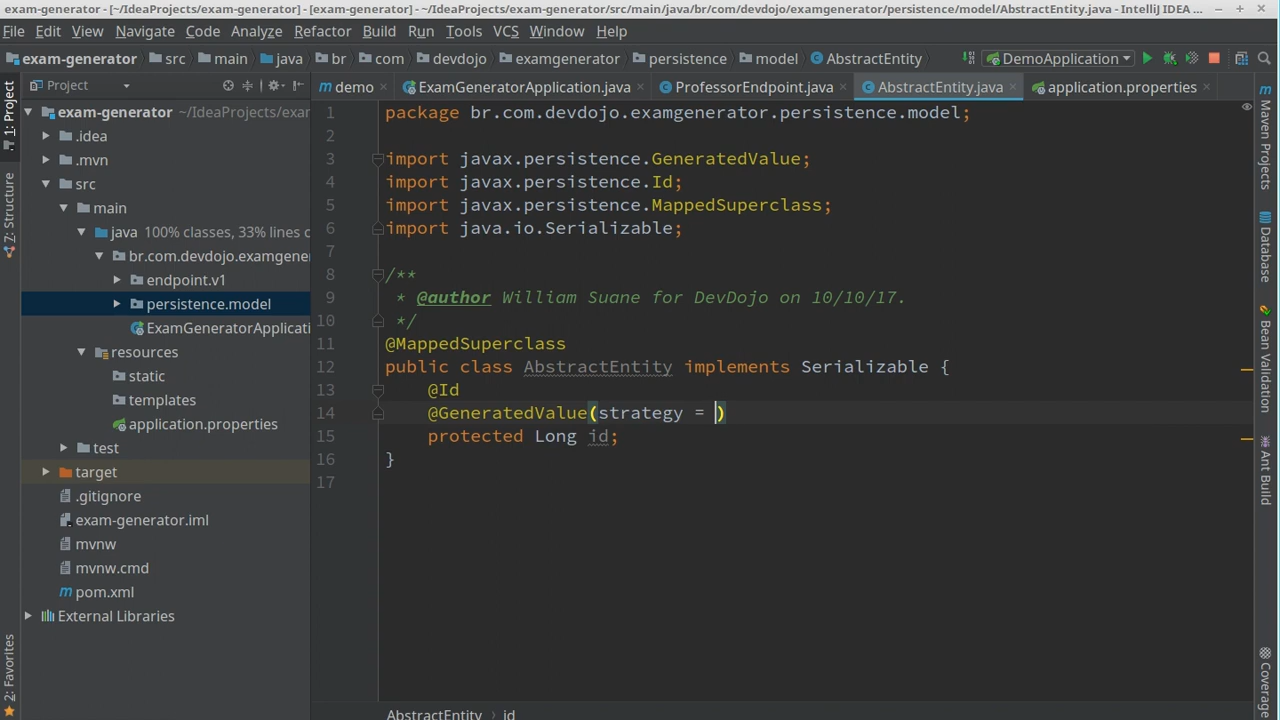 exam-generator - [~/IdeaProjects/exam-generator] - [exam-generator] - ~/IdeaProjects/exam-generator/src/main/java/br/com/devdojo/examgenerator/persistence/model/AbstractEntity.java - IntelliJ IDEA ...
File Edit View Navigate Code Analyze Refactor Build Run Tools VCS Window Help
exam-generator src main java br com devdojo examgenerator persistence model AbstractEntity DemoApplication
Project
demo ExamGeneratorApplication.java ProfessorEndpoint.java AbstractEntity.java application.properties
1: Project
Z: Structure
2: Favorites
exam-generator ~/IdeaProjects/exam
.idea
.mvn
src
main
java 100% classes, 33% lines c
br.com.devdojo.examgene
endpoint.v1
persistence.model
ExamGeneratorApplicati
resources
static
templates
application.properties
test
target
.gitignore
exam-generator.iml
mvnw
mvnw.cmd
pom.xml
External Libraries
1 package br.com.devdojo.examgenerator.persistence.model;
2
3 import javax.persistence.GeneratedValue;
4 import javax.persistence.Id;
5 import javax.persistence.MappedSuperclass;
6 import java.io.Serializable;
7
8 /**
9 * @author William Suane for DevDojo on 10/10/17.
10 */
11 @MappedSuperclass
12 public class AbstractEntity implements Serializable {
13 @Id
14 @GeneratedValue(strategy = )
15 protected Long id;
16 }
17
AbstractEntity id
Maven Projects
Database
Bean Validation
Ant Build
Coverage